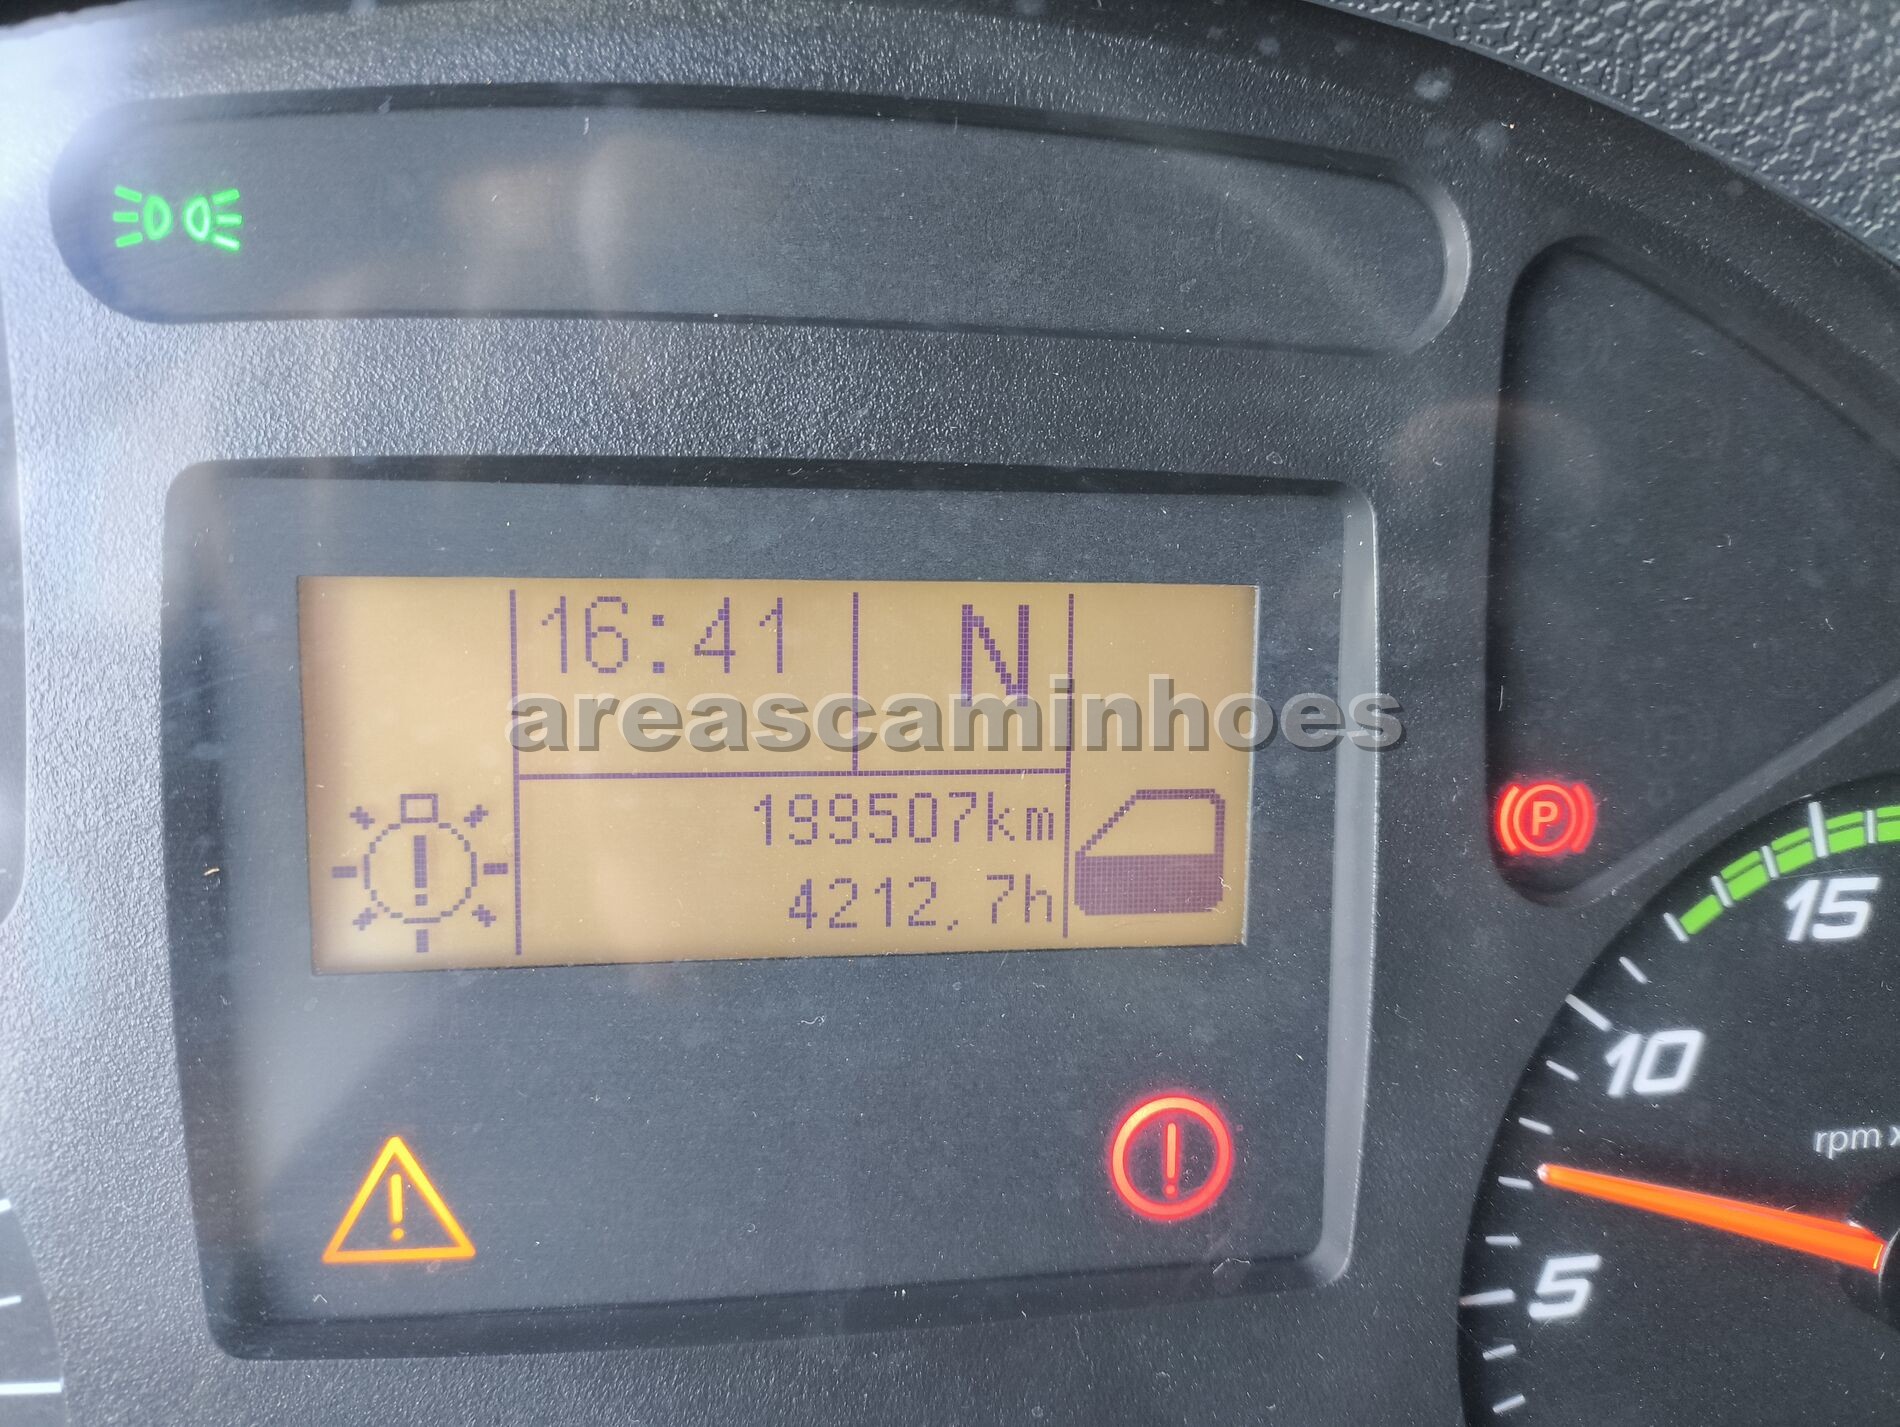 16:41
N
areascaminhoes
199507km
4212,7h
P
15
10
rpm x
5